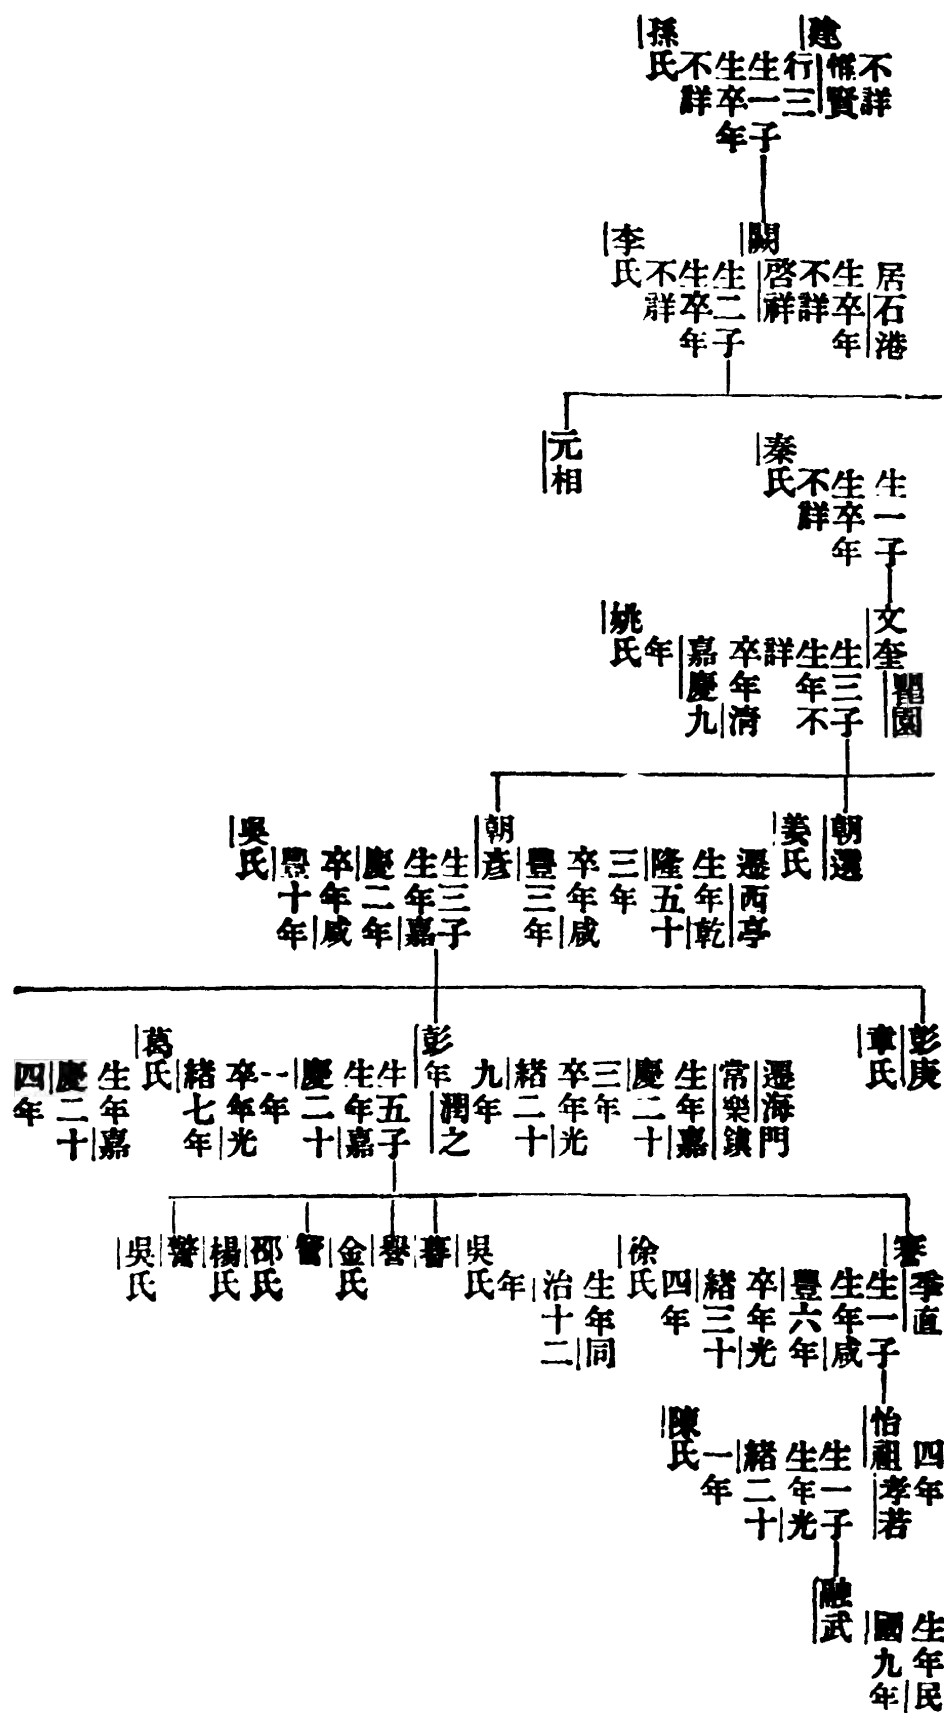 不詳
惟賢
建
行三
生一子
生卒年
不詳
孫氏
居石港
生卒年
不詳
啓祥
闕
生二子
生卒年
不詳
李氏
元相
生一子
生卒年
不詳
秦氏
文奎
生三子
生年不
詳
卒年清
嘉慶九
年
姚氏
朝選
姜氏
遷西亭
生年乾
隆五十
三年
卒年咸
豐三年
朝彥
生三子
生年嘉
慶二年
卒年咸
豐十年
吳氏
彭庚
章氏
遷海門
常樂鎮
生年嘉
慶二十
三年
卒年光
緒二十
九年
彭年
潤之
生五子
生年嘉
慶二十
一年
卒年光
緒七年
葛氏
生年嘉
慶二十
四年
季直
謇
生一子
生年咸
豐六年
卒年光
緒三十
四年
徐氏
生年同
治十二
年
吳氏
譽
金氏
詧
邵氏
楊氏
警
吳氏
四年
怡祖
孝若
生一子
生年光
緒二十
一年
陳氏
生年民
國九年
融武